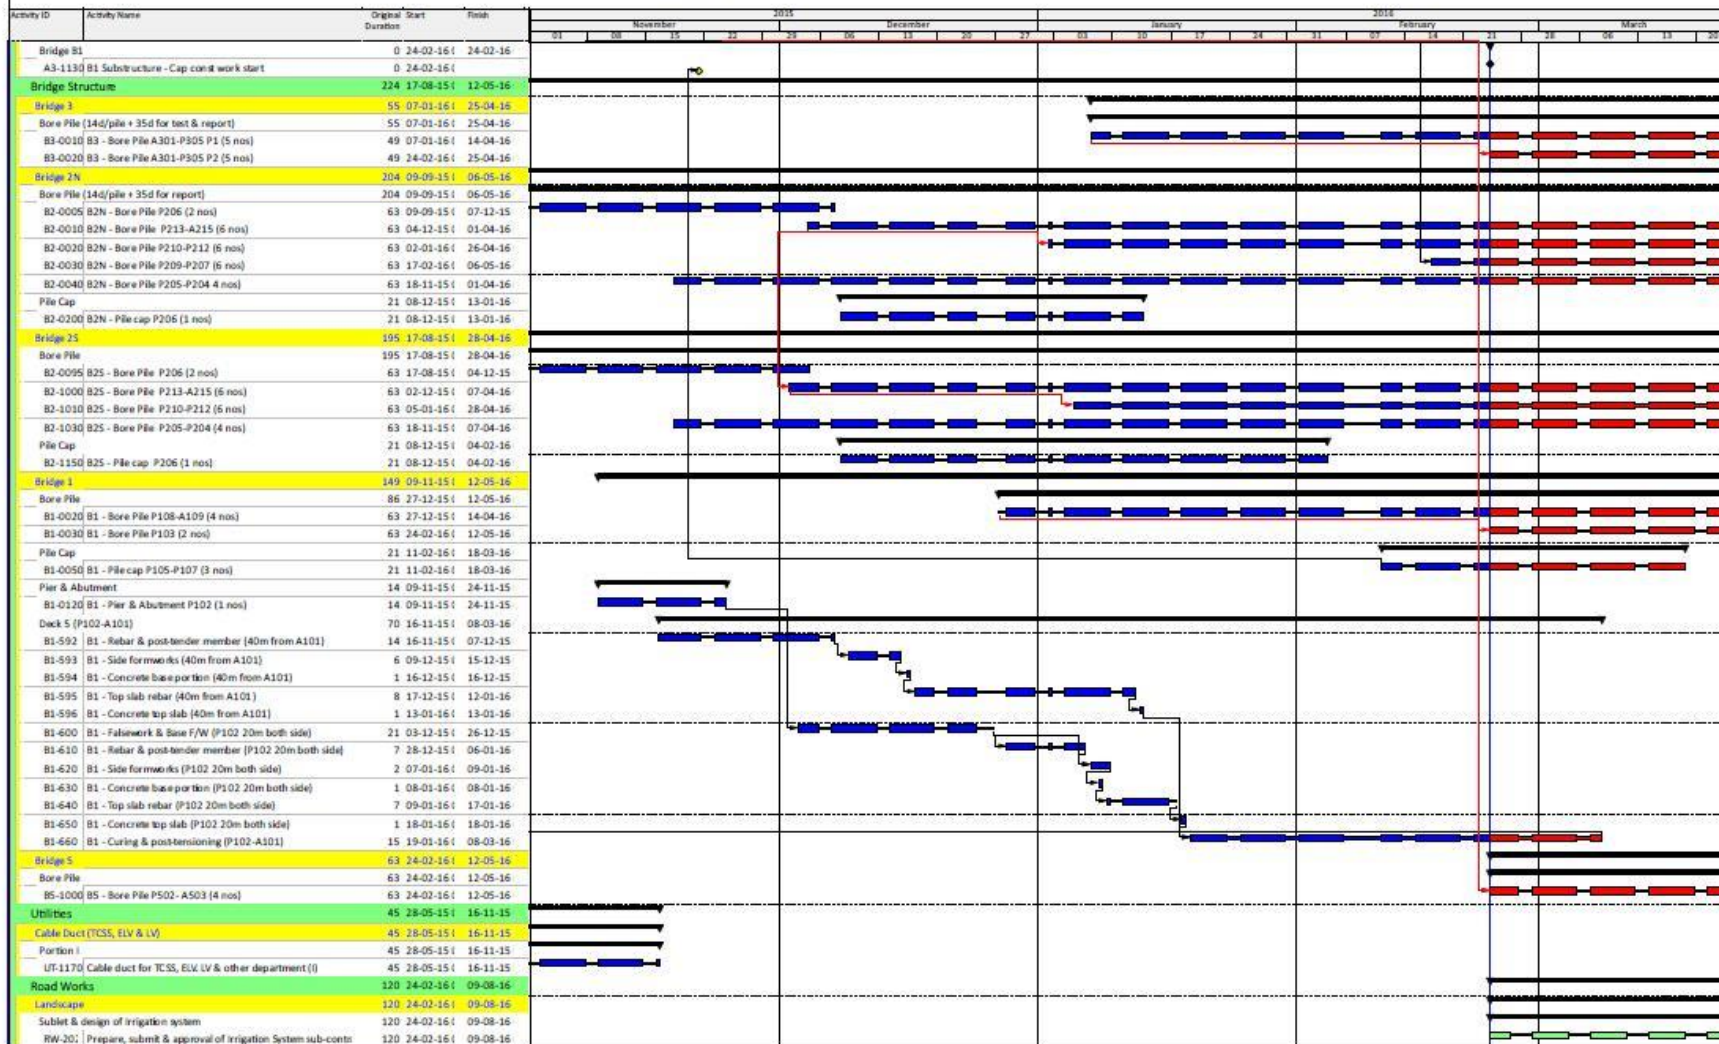 Activity ID Activity Name Original Duration Start Finish 2015 2016
November December January February March
01 08 15 22 29 06 13 20 27 03 10 17 24 31 07 14 21 28 06 13 20
Bridge B1 0 24-02-16 24-02-16
A3-1130 B1 Substructure - Cap const work start 0 24-02-16
Bridge Structure 224 17-08-15 12-05-16
Bridge 3 55 07-01-16 25-04-16
Bore Pile (14d/pile + 35d for test & report) 55 07-01-16 25-04-16
B3-0010 B3 - Bore Pile A301-P305 P1 (5 nos) 49 07-01-16 14-04-16
B3-0020 B3 - Bore Pile A301-P305 P2 (5 nos) 49 24-02-16 25-04-16
Bridge 2N 204 09-09-15 06-05-16
Bore Pile (14d/pile + 35d for report) 204 09-09-15 06-05-16
B2-0005 B2N - Bore Pile P206 (2 nos) 63 09-09-15 07-12-15
B2-0010 B2N - Bore Pile P213-A215 (6 nos) 63 04-12-15 01-04-16
B2-0020 B2N - Bore Pile P210-P212 (6 nos) 63 02-01-16 26-04-16
B2-0030 B2N - Bore Pile P209-P207 (6 nos) 63 17-02-16 06-05-16
B2-0040 B2N - Bore Pile P205-P204 4 nos) 63 18-11-15 01-04-16
Pile Cap 21 08-12-15 13-01-16
B2-0200 B2N - Pile cap P206 (1 nos) 21 08-12-15 13-01-16
Bridge 2S 195 17-08-15 28-04-16
Bore Pile 195 17-08-15 28-04-16
B2-0095 B2S - Bore Pile P206 (2 nos) 63 17-08-15 04-12-15
B2-1000 B2S - Bore Pile P213-A215 (6 nos) 63 02-12-15 07-04-16
B2-1010 B2S - Bore Pile P210-P212 (6 nos) 63 05-01-16 28-04-16
B2-1030 B2S - Bore Pile P205-P204 (4 nos) 63 18-11-15 07-04-16
Pile Cap 21 08-12-15 04-02-16
B2-1150 B2S - Pile cap P206 (1 nos) 21 08-12-15 04-02-16
Bridge 1 149 09-11-15 12-05-16
Bore Pile 86 27-12-15 12-05-16
B1-0020 B1 - Bore Pile P108-A109 (4 nos) 63 27-12-15 14-04-16
B1-0030 B1 - Bore Pile P103 (2 nos) 63 24-02-16 12-05-16
Pile Cap 21 11-02-16 18-03-16
B1-0050 B1 - Pile cap P105-P107 (3 nos) 21 11-02-16 18-03-16
Pier & Abutment 14 09-11-15 24-11-15
B1-0120 B1 - Pier & Abutment P102 (1 nos) 14 09-11-15 24-11-15
Deck 5 (P102-A101) 70 16-11-15 08-03-16
B1-592 B1 - Rebar & post-tender member (40m from A101) 14 16-11-15 07-12-15
B1-593 B1 - Side formworks (40m from A101) 6 09-12-15 15-12-15
B1-594 B1 - Concrete base portion (40m from A101) 1 16-12-15 16-12-15
B1-595 B1 - Top slab rebar (40m from A101) 8 17-12-15 12-01-16
B1-596 B1 - Concrete top slab (40m from A101) 1 13-01-16 13-01-16
B1-600 B1 - Falsework & Base F/W (P102 20m both side) 21 03-12-15 26-12-15
B1-610 B1 - Rebar & post-tender member (P102 20m both side) 7 28-12-15 06-01-16
B1-620 B1 - Side formworks (P102 20m both side) 2 07-01-16 09-01-16
B1-630 B1 - Concrete base portion (P102 20m both side) 1 08-01-16 08-01-16
B1-640 B1 - Top slab rebar (P102 20m both side) 7 09-01-16 17-01-16
B1-650 B1 - Concrete top slab (P102 20m both side) 1 18-01-16 18-01-16
B1-660 B1 - Curing & post-tensioning (P102-A101) 15 19-01-16 08-03-16
Bridge 5 63 24-02-16 12-05-16
Bore Pile 63 24-02-16 12-05-16
B5-1000 B5 - Bore Pile P502- A503 (4 nos) 63 24-02-16 12-05-16
Utilities 45 28-05-15 16-11-15
Cable Duct (TCSS, ELV & LV) 45 28-05-15 16-11-15
Portion I 45 28-05-15 16-11-15
UT-1170 Cable duct for TCSS, ELV, LV & other department (I) 45 28-05-15 16-11-15
Road Works 120 24-02-16 09-08-16
Landscape 120 24-02-16 09-08-16
Sublet & design of irrigation system 120 24-02-16 09-08-16
RW-20 Prepare, submit & approval of Irrigation System sub-contr 120 24-02-16 09-08-16